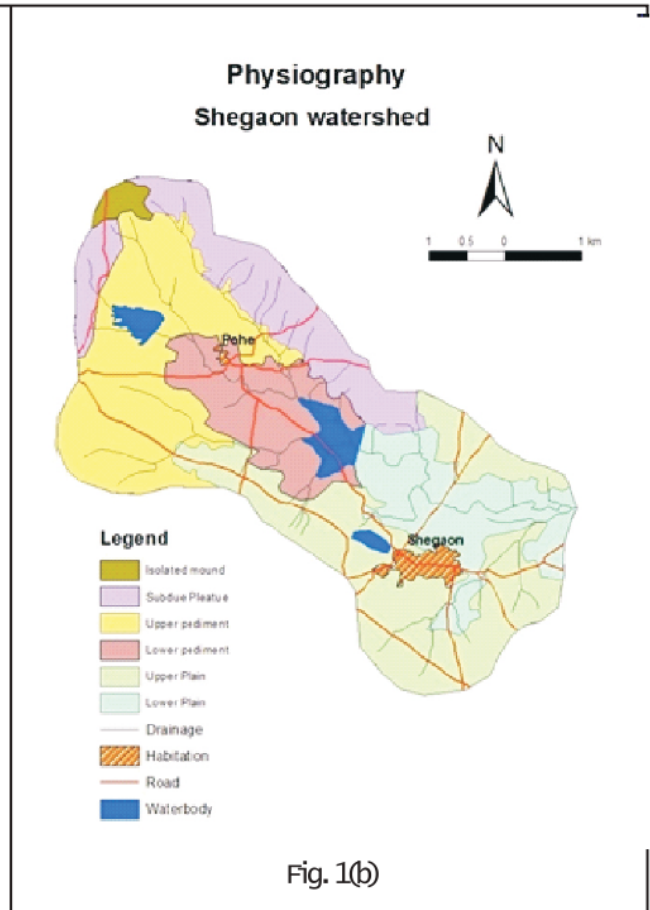 Physiography
Shegaon watershed
N
1 0.5 0 1 km
Pohe
Shegaon
Legend
Isolated mound
Subdue Pleatue
Upper pediment
Lower pediment
Upper Plain
Lower Plain
Drainage
Habitation
Road
Waterbody
Fig. 1(b)